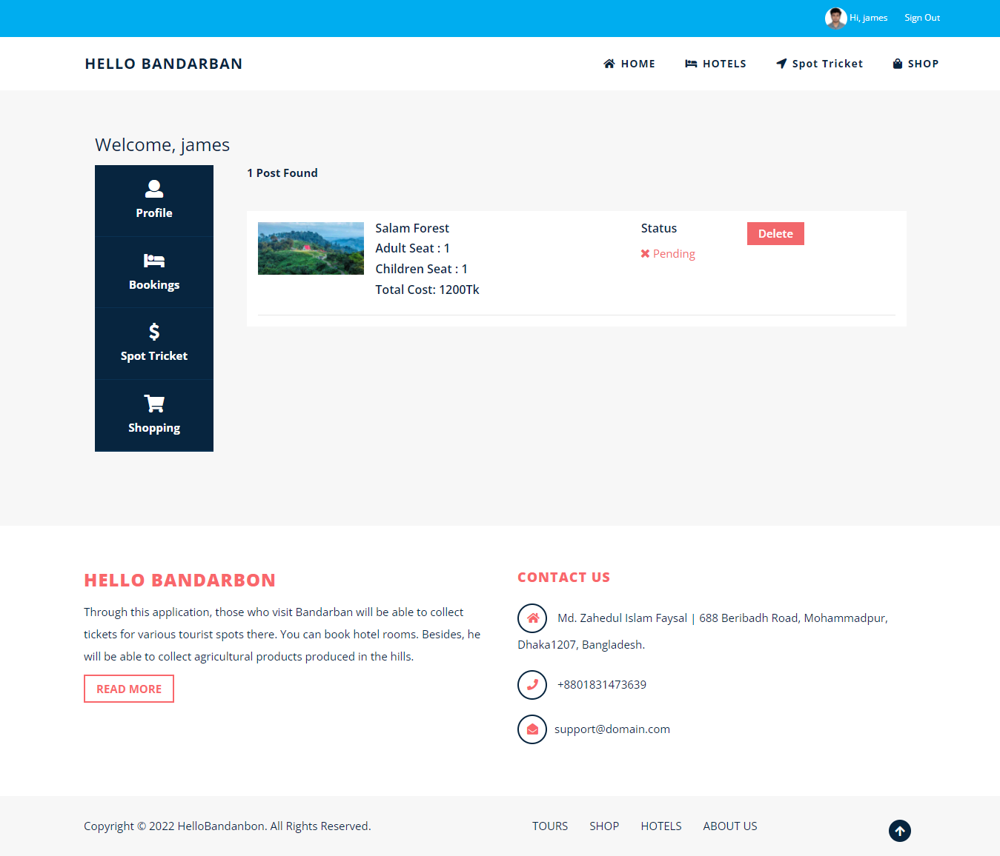 Hi, james Sign Out
HELLO BANDARBAN HOME HOTELS Spot Tricket SHOP
Welcome, james
Profile
Bookings
Spot Tricket
Shopping
1 Post Found
Salam Forest
Adult Seat : 1
Children Seat : 1
Total Cost: 1200Tk
Status
Pending
Delete
HELLO BANDARBON
Through this application, those who visit Bandarban will be able to collect
tickets for various tourist spots there. You can book hotel rooms. Besides, he
will be able to collect agricultural products produced in the hills.
READ MORE
CONTACT US
Md. Zahedul Islam Faysal | 688 Beribadh Road, Mohammadpur,
Dhaka1207, Bangladesh.
+8801831473639
support@domain.com
Copyright © 2022 HelloBandanbon. All Rights Reserved. TOURS SHOP HOTELS ABOUT US